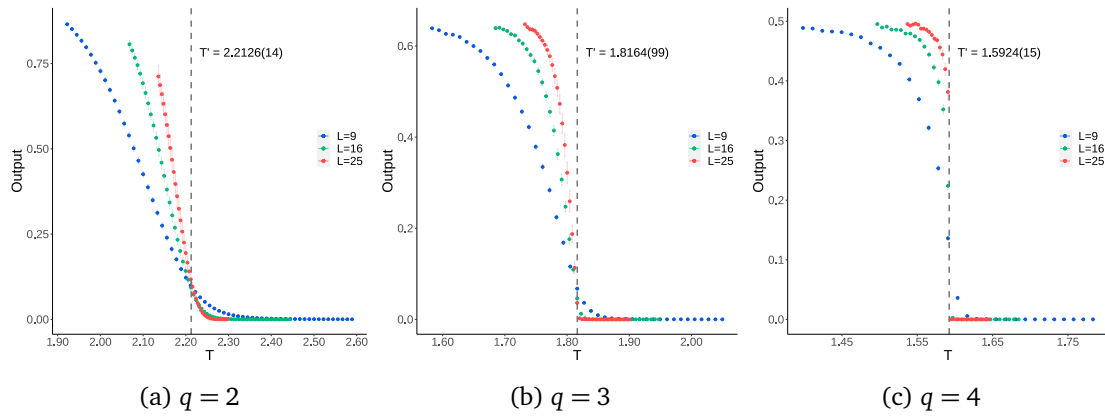 T' = 2.2126(14)
0.75
0.50
0.25
0.00
Output
L=9
L=16
L=25
1.90 2.00 2.10 2.20 2.30 2.40 2.50 2.60
T
(a) q = 2
T' = 1.8164(99)
0.6
0.4
0.2
0.0
Output
L=9
L=16
L=25
1.60 1.70 1.80 1.90 2.00
T
(b) q = 3
T' = 1.5924(15)
0.5
0.4
0.3
0.2
0.1
0.0
Output
L=9
L=16
L=25
1.45 1.55 1.65 1.75
T
(c) q = 4